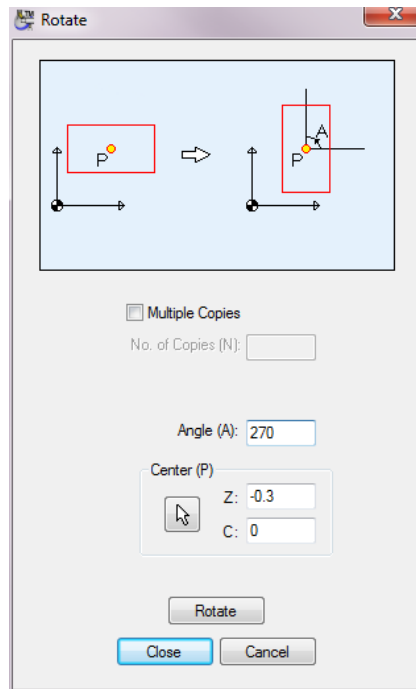 Rotate
P
A
P
Multiple Copies
No. of Copies (N):
Angle (A): 270
Center (P)
Z: -0.3
C: 0
Rotate
Close Cancel